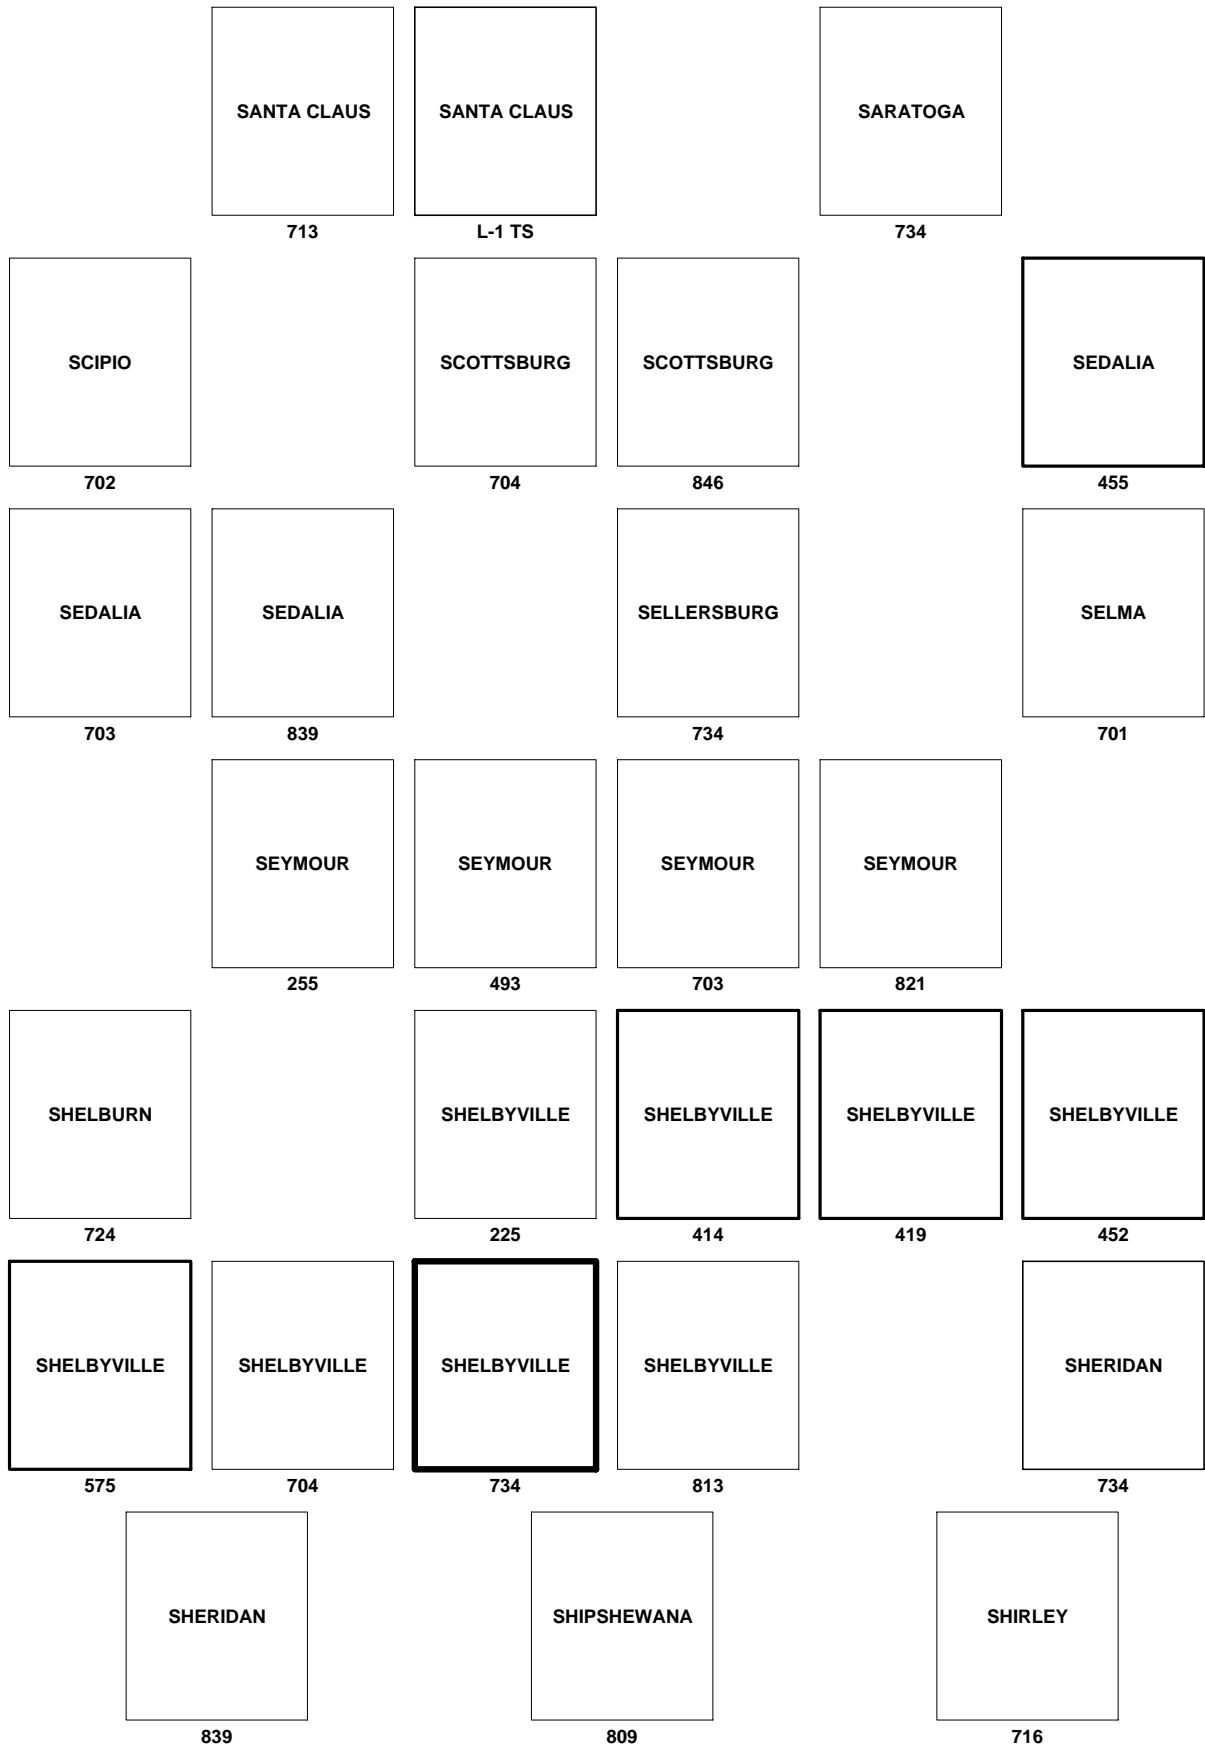 SANTA CLAUS SANTA CLAUS SARATOGA
713 L-1 TS 734
SCIPIO SCOTTSBURG SCOTTSBURG SEDALIA
702 704 846 455
SEDALIA SEDALIA SELLERSBURG SELMA
703 839 734 701
SEYMOUR SEYMOUR SEYMOUR SEYMOUR
255 493 703 821
SHELBURN SHELBYVILLE SHELBYVILLE SHELBYVILLE SHELBYVILLE
724 225 414 419 452
SHELBYVILLE SHELBYVILLE SHELBYVILLE SHELBYVILLE SHERIDAN
575 704 734 813 734
SHERIDAN SHIPSHEWANA SHIRLEY
839 809 716